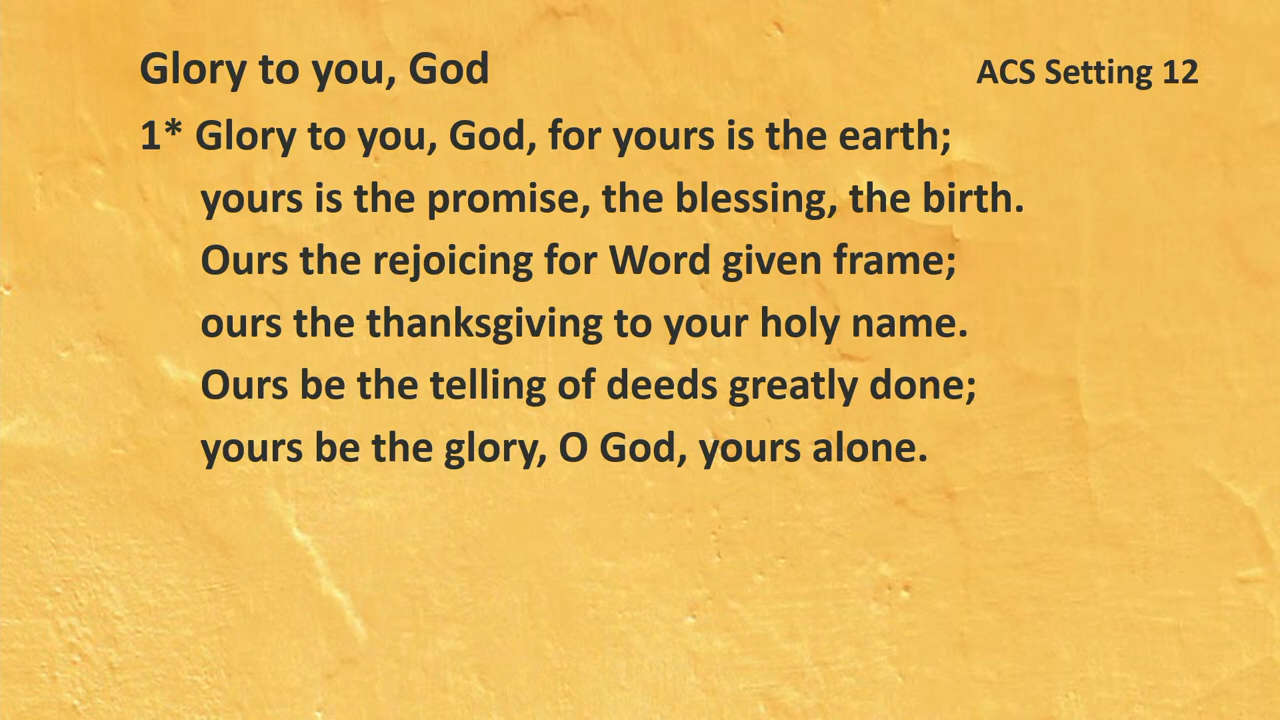 Glory to you, God ACS Setting 12
1* Glory to you, God, for yours is the earth;
yours is the promise, the blessing, the birth.
Ours the rejoicing for Word given frame;
ours the thanksgiving to your holy name.
Ours be the telling of deeds greatly done;
yours be the glory, O God, yours alone.